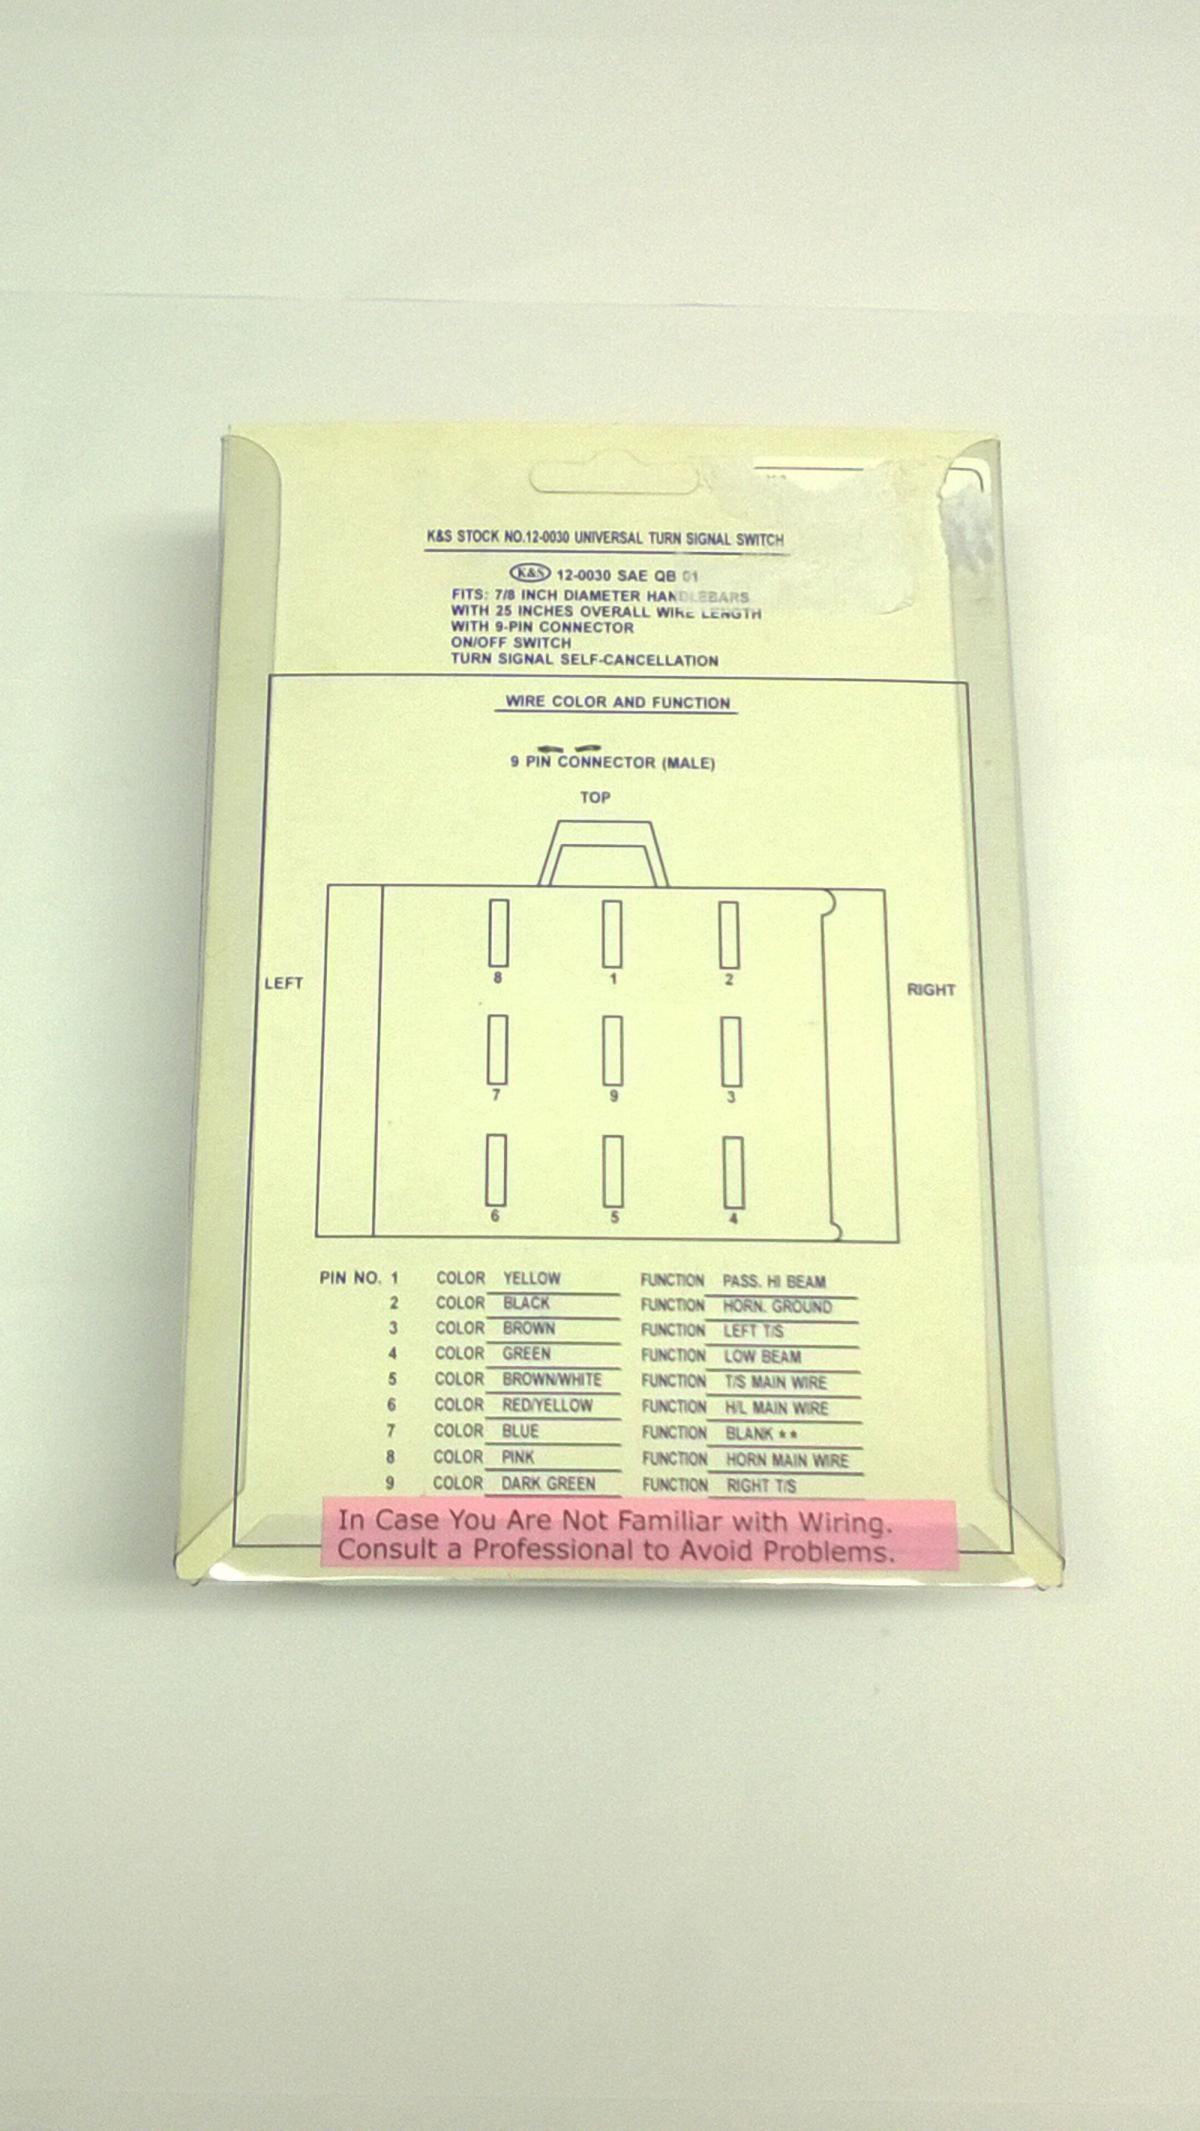 K&S STOCK NO.12-0030 UNIVERSAL TURN SIGNAL SWITCH
K&S 12-0030 SAE QB 01
FITS: 7/8 INCH DIAMETER HANDLEBARS
WITH 25 INCHES OVERALL WIRE LENGTH
WITH 9-PIN CONNECTOR
ON/OFF SWITCH
TURN SIGNAL SELF-CANCELLATION
WIRE COLOR AND FUNCTION
9 PIN CONNECTOR (MALE)
TOP
8 1 2
LEFT RIGHT
7 9 3
6 5 4
PIN NO. 1 COLOR YELLOW FUNCTION PASS. HI BEAM
2 COLOR BLACK FUNCTION HORN. GROUND
3 COLOR BROWN FUNCTION LEFT T/S
4 COLOR GREEN FUNCTION LOW BEAM
5 COLOR BROWN/WHITE FUNCTION T/S MAIN WIRE
6 COLOR RED/YELLOW FUNCTION H/L MAIN WIRE
7 COLOR BLUE FUNCTION BLANK **
8 COLOR PINK FUNCTION HORN MAIN WIRE
9 COLOR DARK GREEN FUNCTION RIGHT T/S
In Case You Are Not Familiar with Wiring.
Consult a Professional to Avoid Problems.